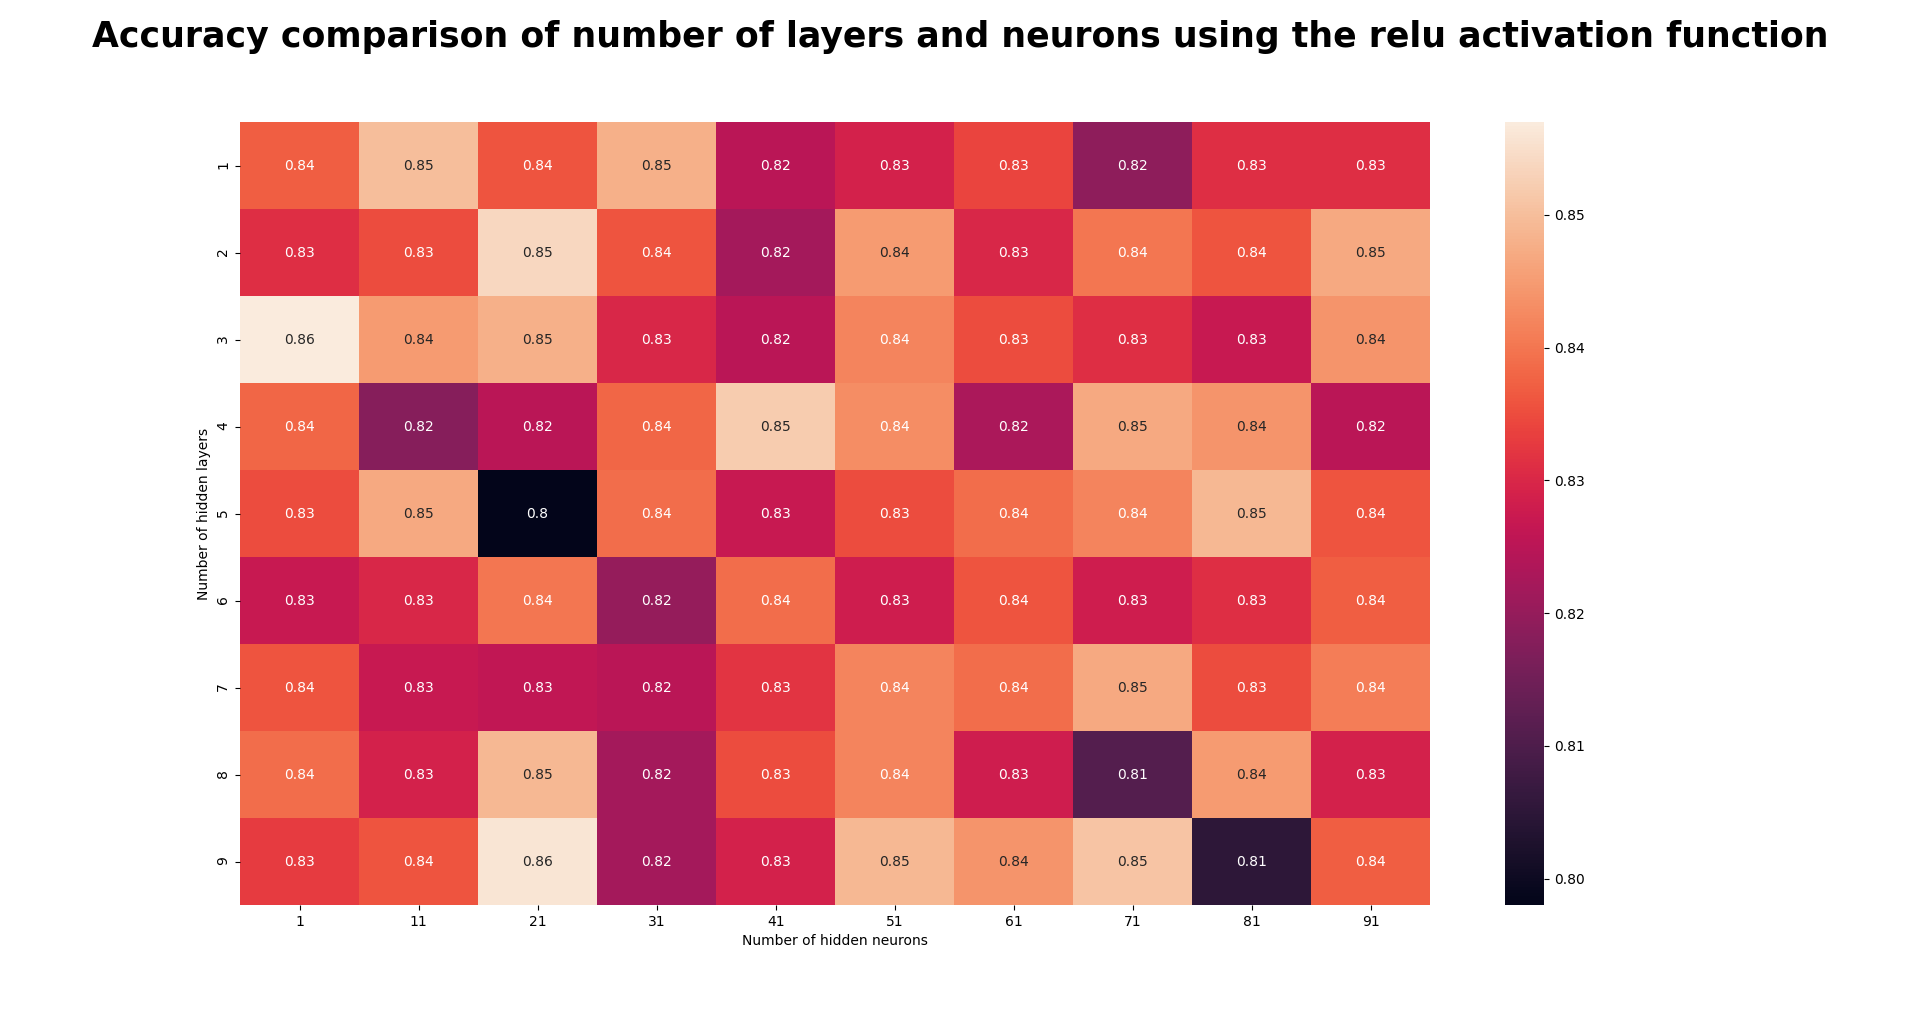 Accuracy comparison of number of layers and neurons using the relu activation function
1 0.84 0.85 0.84 0.85 0.82 0.83 0.83 0.82 0.83 0.83
2 0.83 0.83 0.85 0.84 0.82 0.84 0.83 0.84 0.84 0.85
3 0.86 0.84 0.85 0.83 0.82 0.84 0.83 0.83 0.83 0.84
4 0.84 0.82 0.82 0.84 0.85 0.84 0.82 0.85 0.84 0.82
5 0.83 0.85 0.8 0.84 0.83 0.83 0.84 0.84 0.85 0.84
6 0.83 0.83 0.84 0.82 0.84 0.83 0.84 0.83 0.83 0.84
7 0.84 0.83 0.83 0.82 0.83 0.84 0.84 0.85 0.83 0.84
8 0.84 0.83 0.85 0.82 0.83 0.84 0.83 0.81 0.84 0.83
9 0.83 0.84 0.86 0.82 0.83 0.85 0.84 0.85 0.81 0.84
1 11 21 31 41 51 61 71 81 91
Number of hidden neurons
Number of hidden layers
0.85
0.84
0.83
0.82
0.81
0.80